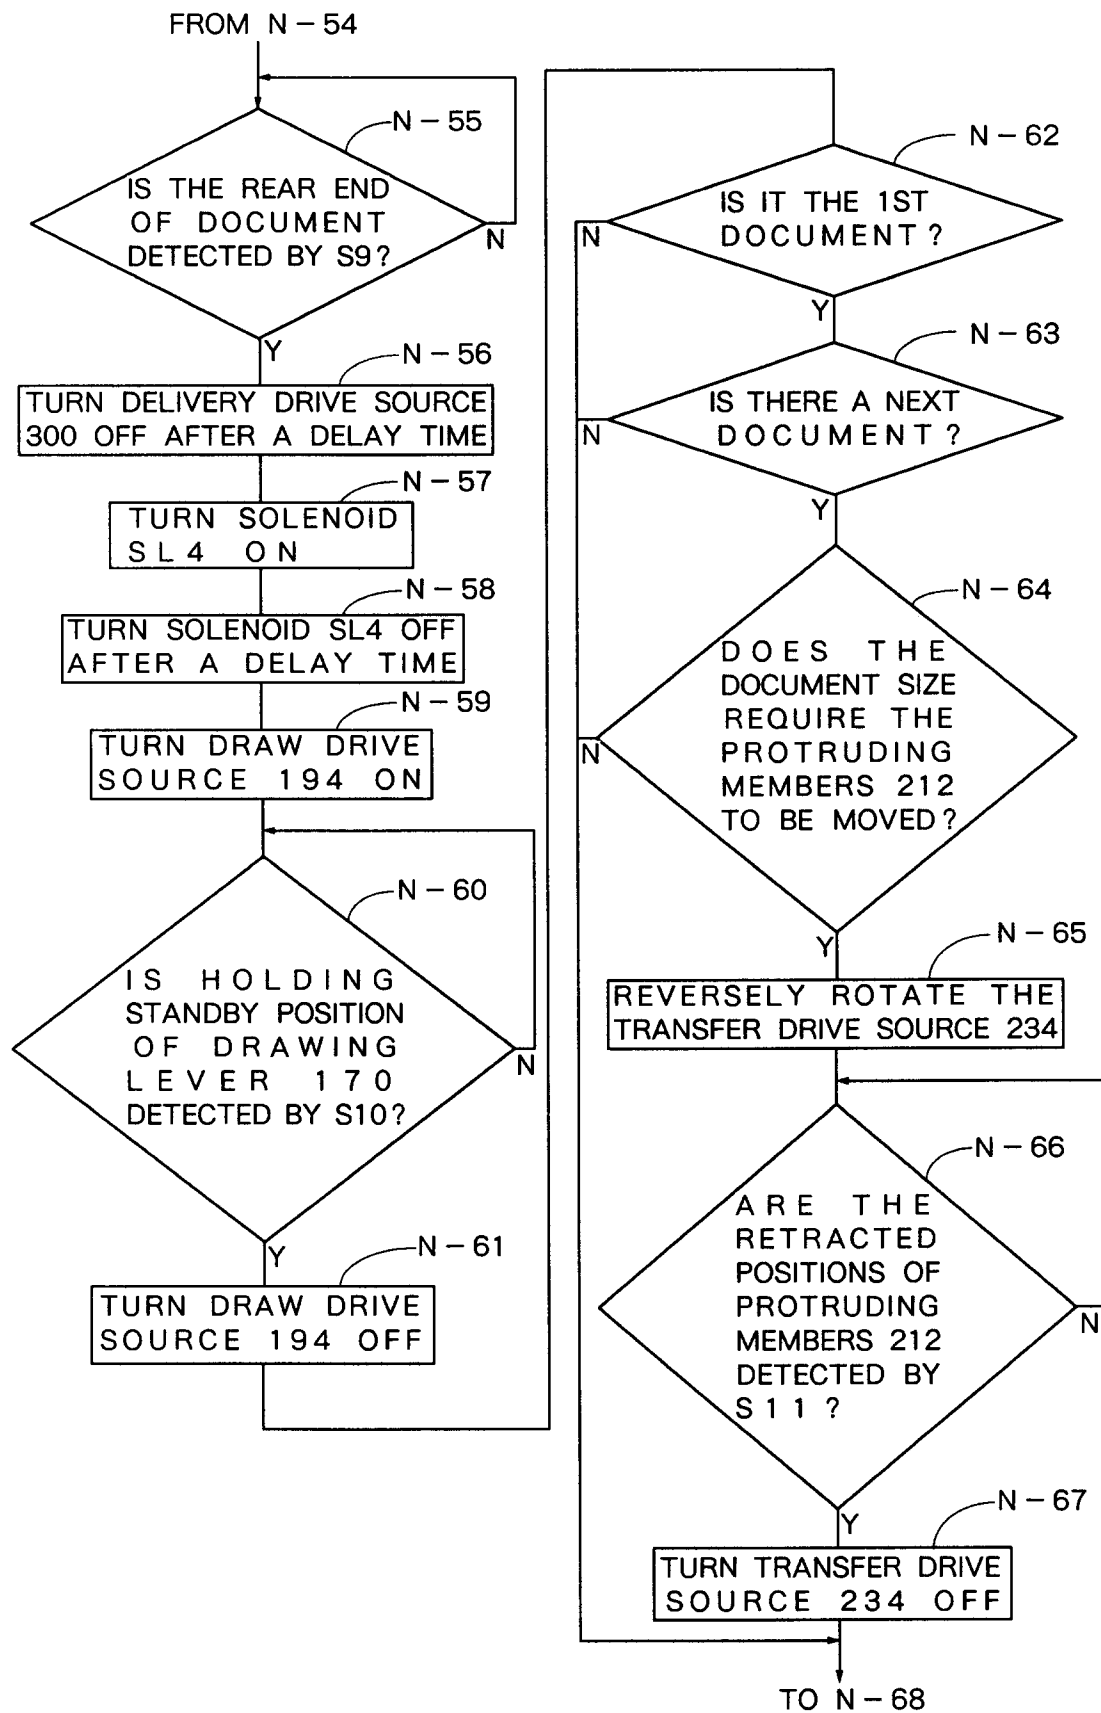 FROM N-54
N-55
IS THE REAR END
OF DOCUMENT
DETECTED BY S9?
N
Y
N-56
TURN DELIVERY DRIVE SOURCE
300 OFF AFTER A DELAY TIME
N-57
TURN SOLENOID
SL4 ON
N-58
TURN SOLENOID SL4 OFF
AFTER A DELAY TIME
N-59
TURN DRAW DRIVE
SOURCE 194 ON
N-60
IS HOLDING
STANDBY POSITION
OF DRAWING
LEVER 170
DETECTED BY S10?
N
Y
N-61
TURN DRAW DRIVE
SOURCE 194 OFF
N-62
IS IT THE 1ST
DOCUMENT?
N
Y
N-63
IS THERE A NEXT
DOCUMENT?
N
Y
N-64
DOES THE
DOCUMENT SIZE
REQUIRE THE
PROTRUDING
MEMBERS 212
TO BE MOVED?
N
Y
N-65
REVERSELY ROTATE THE
TRANSFER DRIVE SOURCE 234
N-66
ARE THE
RETRACTED
POSITIONS OF
PROTRUDING
MEMBERS 212
DETECTED BY
S11?
N
Y
N-67
TURN TRANSFER DRIVE
SOURCE 234 OFF
TO N-68